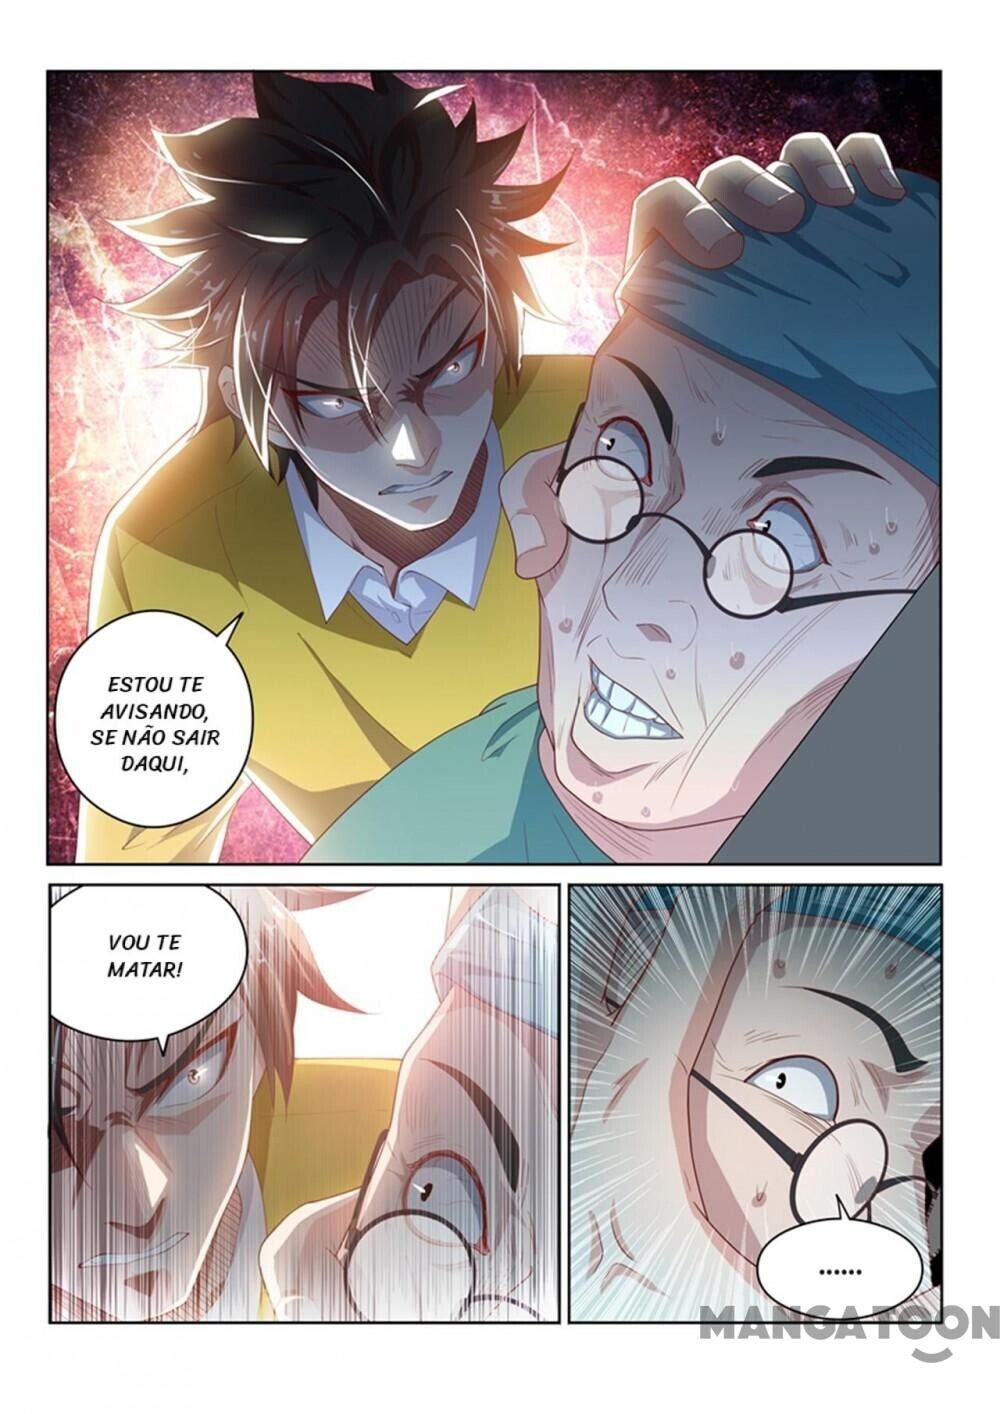 ESTOU TE
AVISANDO,
SE NÃO SAIR
DAQUI,
VOU TE
MATAR!
......
MANGATOON